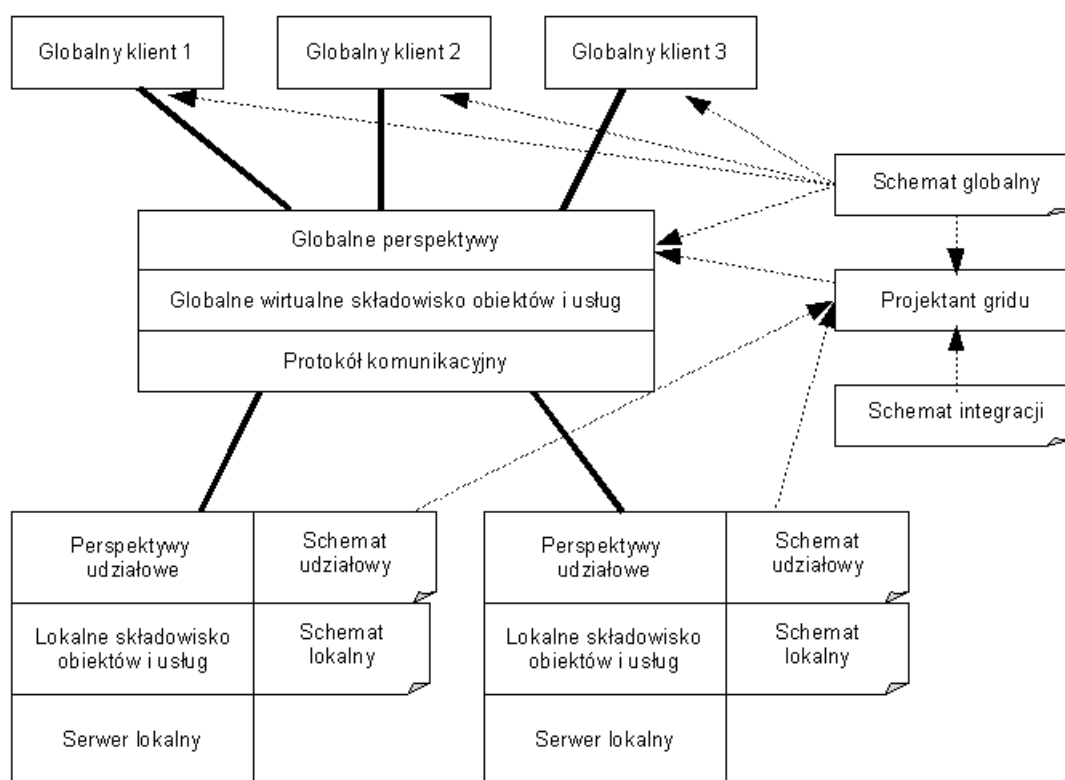 Globalny klient 1
Globalny klient 2
Globalny klient 3
Schemat globalny
Globalne perspektywy
Globalne wirtualne składowisko obiektów i usług
Projektant gridu
Protokół komunikacyjny
Schemat integracji
Perspektywy
udziałowe
Schemat
udziałowy
Perspektywy
udziałowe
Schemat
udziałowy
Lokalne składowisko
obiektów i usług
Schemat
lokalny
Lokalne składowisko
obiektów i usług
Schemat
lokalny
Serwer lokalny
Serwer lokalny